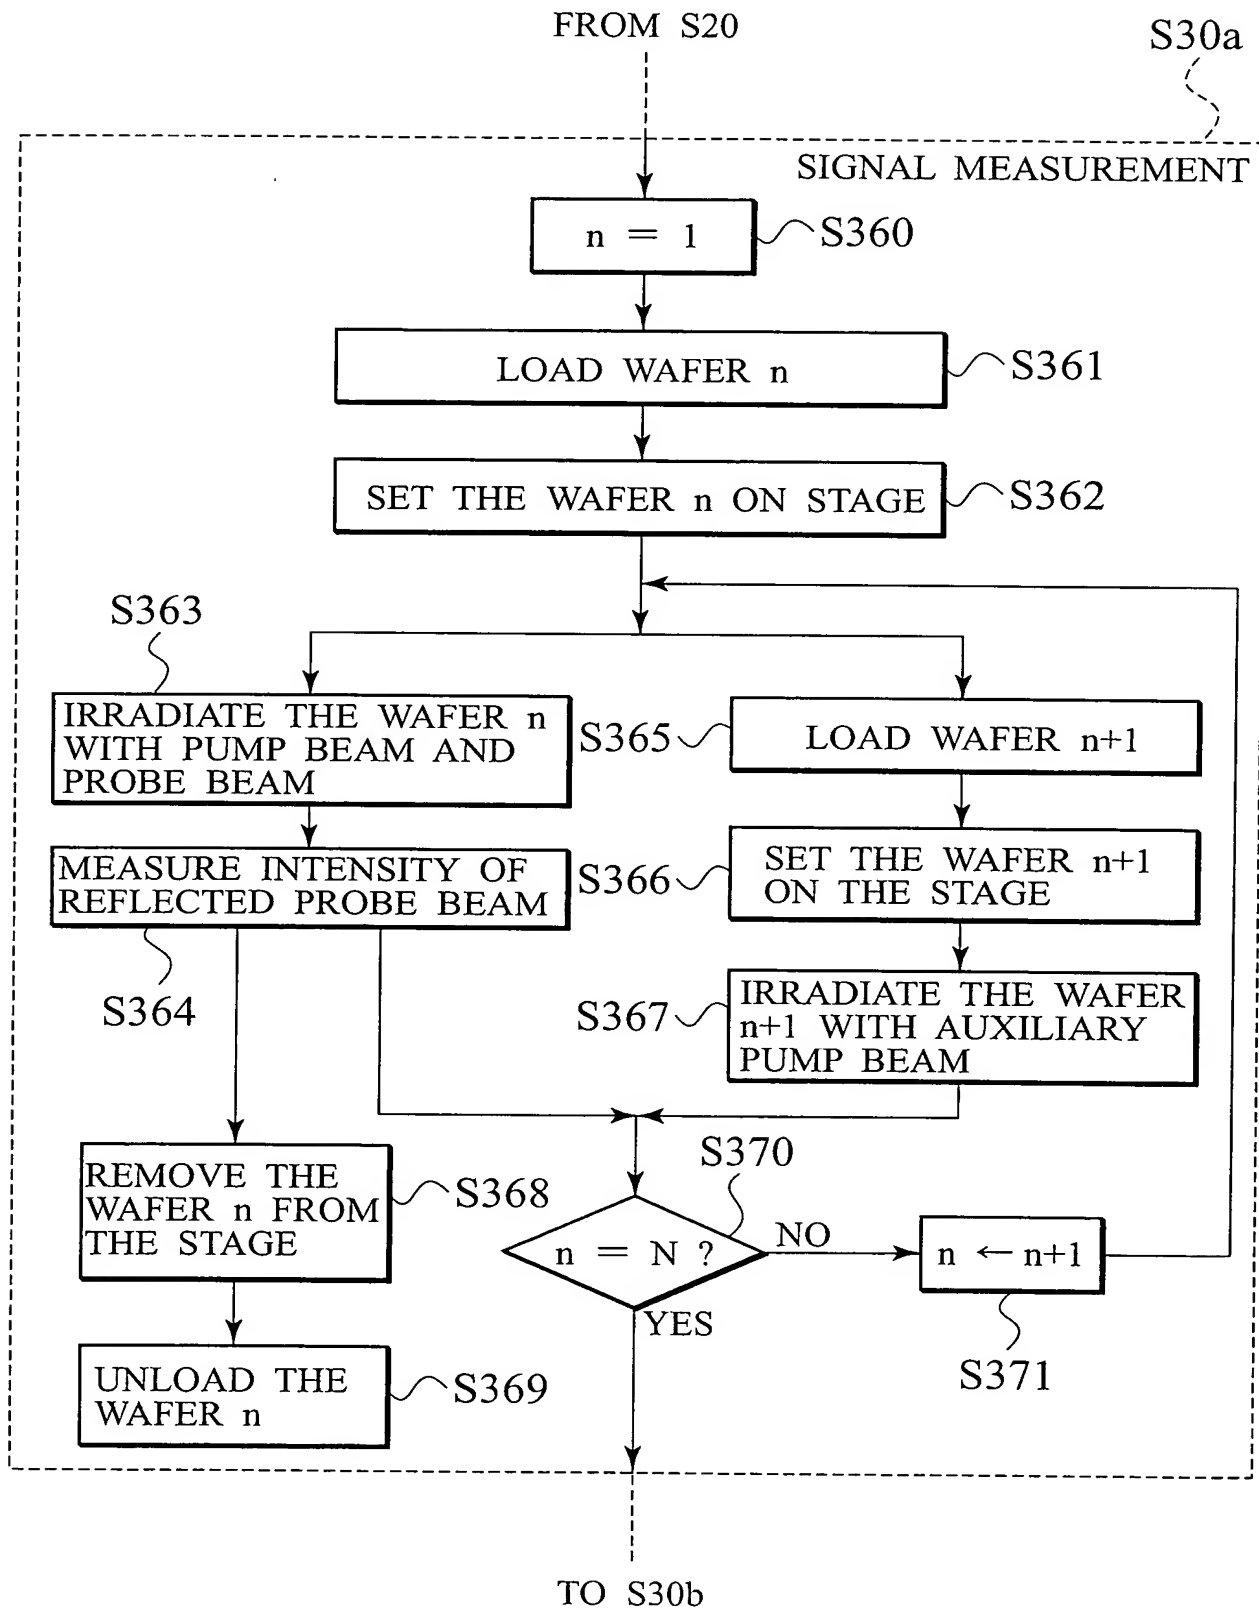 FROM S20
S30a
SIGNAL MEASUREMENT
n = 1
S360
LOAD WAFER n
S361
SET THE WAFER n ON STAGE
S362
S363
IRRADIATE THE WAFER n
WITH PUMP BEAM AND
PROBE BEAM
S365
LOAD WAFER n+1
MEASURE INTENSITY OF
REFLECTED PROBE BEAM
S364
S366
SET THE WAFER n+1
ON THE STAGE
S367
IRRADIATE THE WAFER
n+1 WITH AUXILIARY
PUMP BEAM
REMOVE THE
WAFER n FROM
THE STAGE
S368
S370
n = N ?
NO
n ← n+1
S371
YES
UNLOAD THE
WAFER n
S369
TO S30b